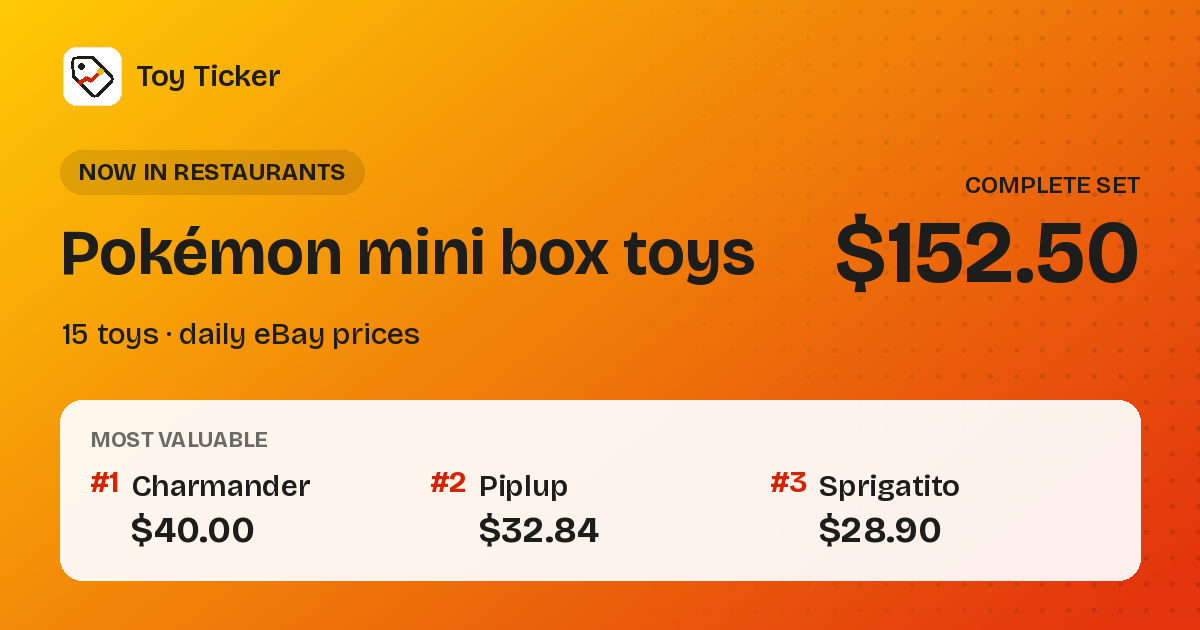 Toy Ticker
NOW IN RESTAURANTS
Pokémon mini box toys
15 toys · daily eBay prices
COMPLETE SET
$152.50
MOST VALUABLE
#1 Charmander
$40.00
#2 Piplup
$32.84
#3 Sprigatito
$28.90